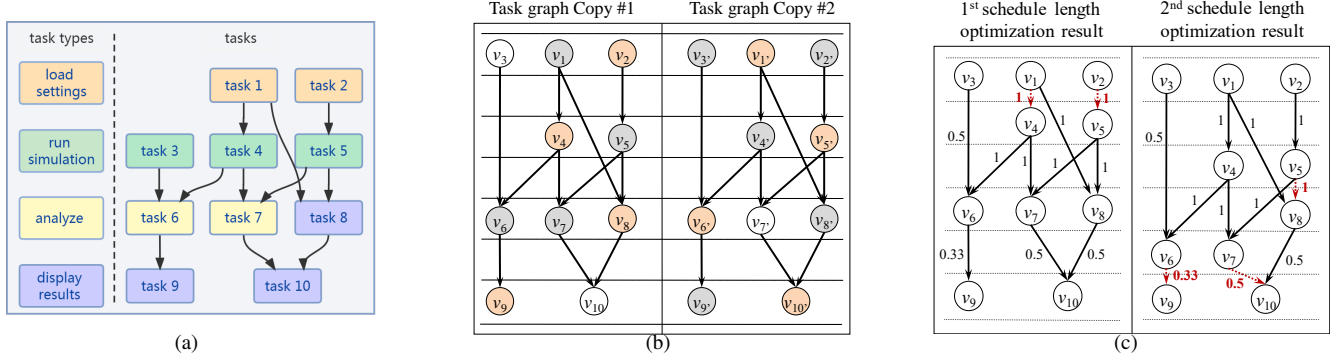 task types
tasks
load
settings
task 1
task 2
run
simulation
task 3
task 4
task 5
analyze
task 6
task 7
task 8
display
results
task 9
task 10
(a)
Task graph Copy #1
Task graph Copy #2
v3 v1 v2 v3' v1' v2'
v4 v5 v4' v5'
v6 v7 v8 v6' v7' v8'
v9 v10 v9' v10'
(b)
1st schedule length
optimization result
2nd schedule length
optimization result
v3 v1 v2
1 1
v4 v5
0.5 1
1 1 1
v6 v7 v8
0.33 0.5 0.5
v9 v10
v3 v1 v2
0.5 1 1 1
v4 v5
1 1 1 1
v8
v6 v7
0.33 0.5 0.5
v9 v10
(c)